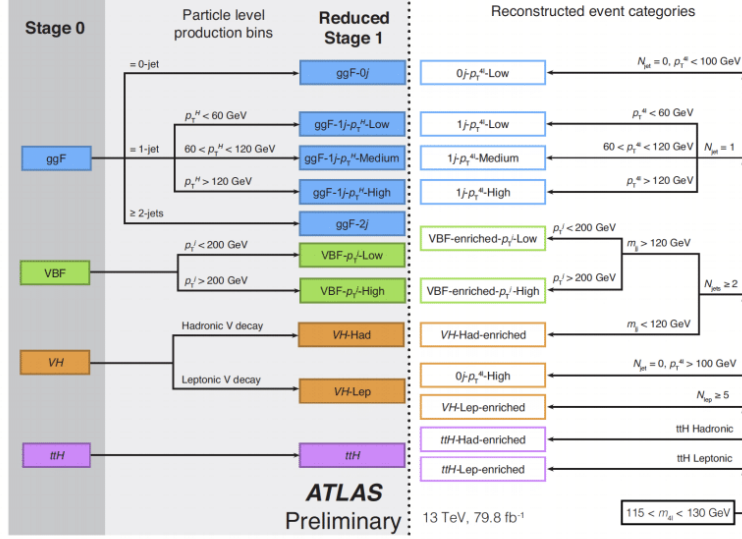 Stage 0
Particle level
production bins
Reduced
Stage 1
Reconstructed event categories
= 0-jet
ggF-0j
0j-p_T^4l-Low
N_jet = 0, p_T^4l < 100 GeV
ggF
= 1-jet
p_T^H < 60 GeV
ggF-1j-p_T^H-Low
1j-p_T^4l-Low
p_T^4l < 60 GeV
60 < p_T^H < 120 GeV
ggF-1j-p_T^H-Medium
1j-p_T^4l-Medium
60 < p_T^4l < 120 GeV
N_jet = 1
p_T^H > 120 GeV
ggF-1j-p_T^H-High
1j-p_T^4l-High
p_T^4l > 120 GeV
≥ 2-jets
ggF-2j
VBF
p_T^j < 200 GeV
VBF-p_T^j-Low
VBF-enriched-p_T^j-Low
p_T^j < 200 GeV
m_jj > 120 GeV
p_T^j > 200 GeV
VBF-p_T^j-High
VBF-enriched-p_T^j-High
p_T^j > 200 GeV
N_jets ≥ 2
VH
Hadronic V decay
VH-Had
VH-Had-enriched
m_jj < 120 GeV
0j-p_T^4l-High
N_jet = 0, p_T^4l > 100 GeV
Leptonic V decay
VH-Lep
VH-Lep-enriched
N_lep ≥ 5
ttH
ttH
ttH-Had-enriched
ttH Hadronic
ttH-Lep-enriched
ttH Leptonic
ATLAS
Preliminary
13 TeV, 79.8 fb⁻¹
115 < m_4l < 130 GeV